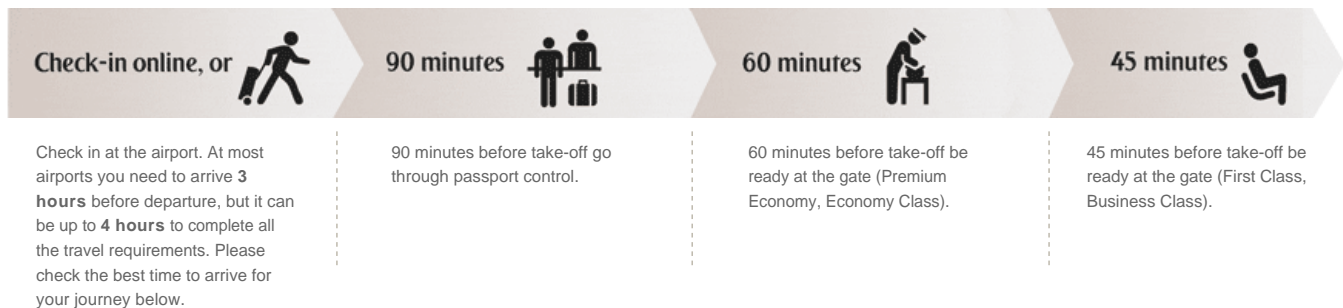 Check-in online, or
90 minutes
60 minutes
45 minutes
Check in at the airport. At most
airports you need to arrive 3
hours before departure, but it can
be up to 4 hours to complete all
the travel requirements. Please
check the best time to arrive for
your journey below.
90 minutes before take-off go
through passport control.
60 minutes before take-off be
ready at the gate (Premium
Economy, Economy Class).
45 minutes before take-off be
ready at the gate (First Class,
Business Class).